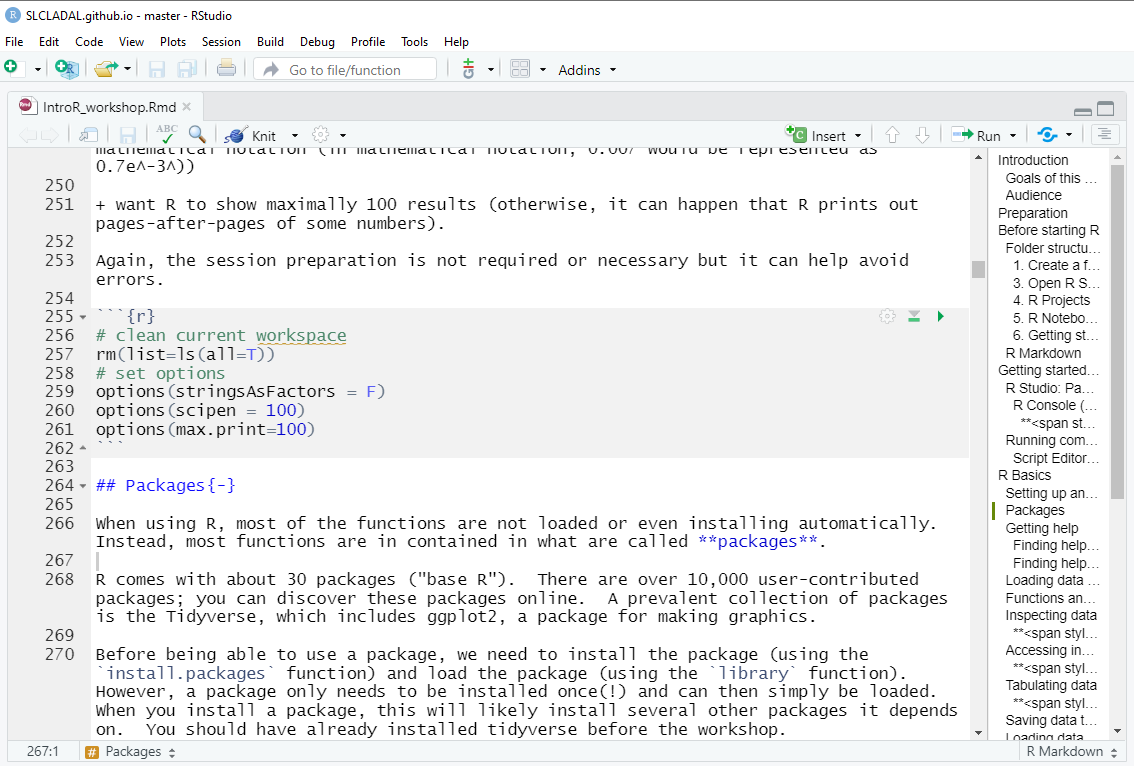 SLCLADAL.github.io - master - RStudio
File Edit Code View Plots Session Build Debug Profile Tools Help
Go to file/function Addins
IntroR_workshop.Rmd
ABC Knit Insert Run
mathematical notation (in mathematical notation, 0.007 would be represented as
0.7e^-3^))
250
251 + want R to show maximally 100 results (otherwise, it can happen that R prints out
pages-after-pages of some numbers).
252
253 Again, the session preparation is not required or necessary but it can help avoid
errors.
254
255 ```{r}
256 # clean current workspace
257 rm(list=ls(all=T))
258 # set options
259 options(stringsAsFactors = F)
260 options(scipen = 100)
261 options(max.print=100)
262 ```
263
264 ## Packages{-}
265
266 When using R, most of the functions are not loaded or even installing automatically.
Instead, most functions are in contained in what are called **packages**.
267
268 R comes with about 30 packages ("base R").  There are over 10,000 user-contributed
packages; you can discover these packages online.  A prevalent collection of packages
is the Tidyverse, which includes ggplot2, a package for making graphics.
269
270 Before being able to use a package, we need to install the package (using the
`install.packages` function) and load the package (using the `library` function).
However, a package only needs to be installed once(!) and can then simply be loaded.
When you install a package, this will likely install several other packages it depends
on.  You should have already installed tidyverse before the workshop.
Introduction
Goals of this ...
Audience
Preparation
Before starting R
Folder structu...
1. Create a f...
3. Open R S...
4. R Projects
5. R Notebo...
6. Getting st...
R Markdown
Getting started...
R Studio: Pa...
R Console (...
**<span st...
Running com...
Script Editor...
R Basics
Setting up an...
Packages
Getting help
Finding help...
Finding help...
Loading data ...
Functions an...
Inspecting data
**<span styl...
Accessing in...
**<span styl...
Tabulating data
**<span styl...
Saving data t...
Loading data
267:1 # Packages R Markdown